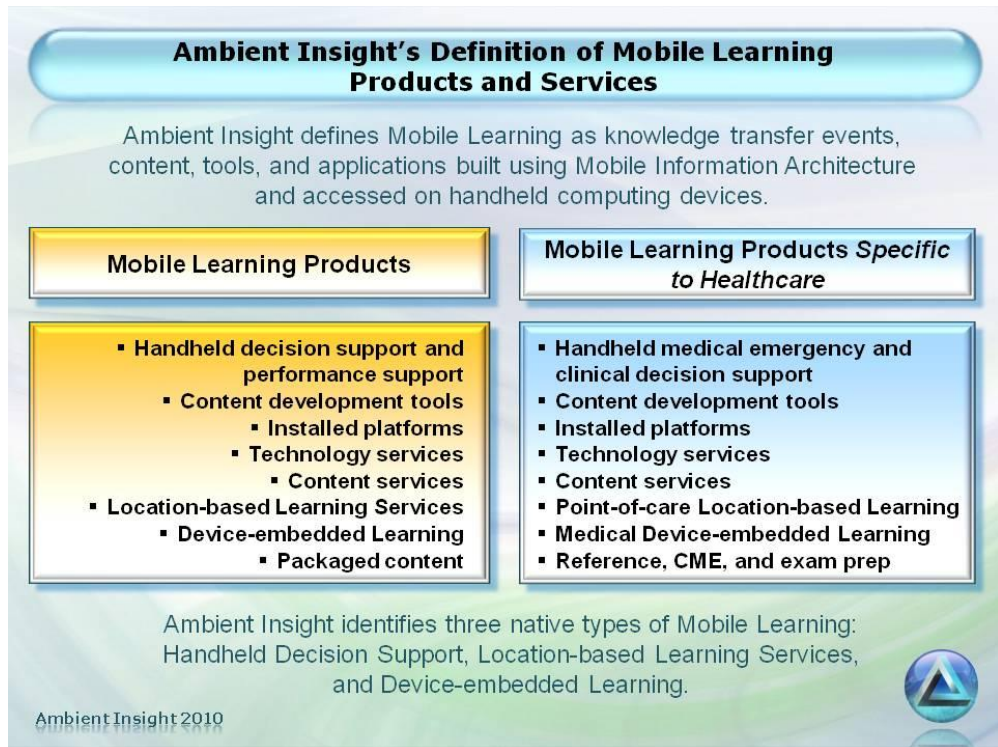 Ambient Insight's Definition of Mobile Learning
Products and Services
Ambient Insight defines Mobile Learning as knowledge transfer events,
content, tools, and applications built using Mobile Information Architecture
and accessed on handheld computing devices.
Mobile Learning Products
Mobile Learning Products Specific
to Healthcare
▪ Handheld decision support and
performance support
▪ Content development tools
▪ Installed platforms
▪ Technology services
▪ Content services
▪ Location-based Learning Services
▪ Device-embedded Learning
▪ Packaged content
▪ Handheld medical emergency and
clinical decision support
▪ Content development tools
▪ Installed platforms
▪ Technology services
▪ Content services
▪ Point-of-care Location-based Learning
▪ Medical Device-embedded Learning
▪ Reference, CME, and exam prep
Ambient Insight identifies three native types of Mobile Learning:
Handheld Decision Support, Location-based Learning Services,
and Device-embedded Learning.
Ambient Insight 2010